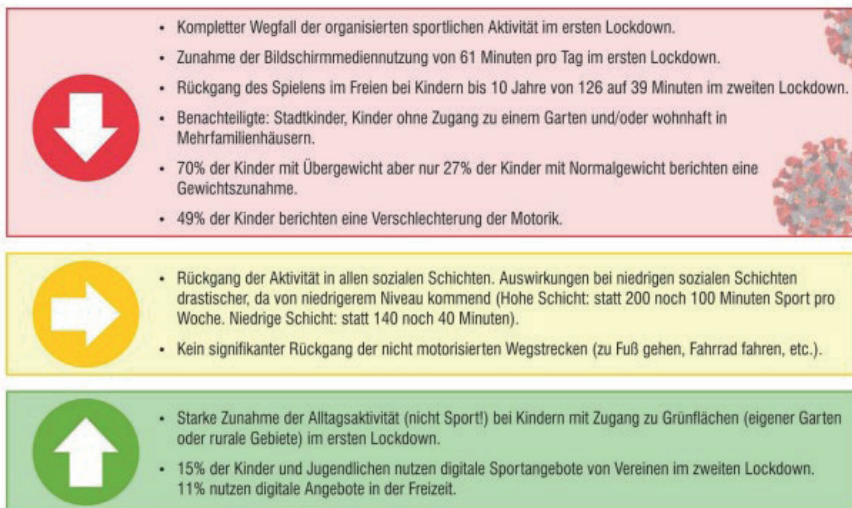 • Kompletter Wegfall der organisierten sportlichen Aktivität im ersten Lockdown.
• Zunahme der Bildschirmmediennutzung von 61 Minuten pro Tag im ersten Lockdown.
• Rückgang des Spielens im Freien bei Kindern bis 10 Jahre von 126 auf 39 Minuten im zweiten Lockdown.
• Benachteiligte: Stadtkinder, Kinder ohne Zugang zu einem Garten und/oder wohnhaft in
Mehrfamilienhäusern.
• 70% der Kinder mit Übergewicht aber nur 27% der Kinder mit Normalgewicht berichten eine
Gewichtszunahme.
• 49% der Kinder berichten eine Verschlechterung der Motorik.
• Rückgang der Aktivität in allen sozialen Schichten. Auswirkungen bei niedrigen sozialen Schichten
drastischer, da von niedrigerem Niveau kommend (Hohe Schicht: statt 200 noch 100 Minuten Sport pro
Woche. Niedrige Schicht: statt 140 noch 40 Minuten).
• Kein signifikanter Rückgang der nicht motorisierten Wegstrecken (zu Fuß gehen, Fahrrad fahren, etc.).
• Starke Zunahme der Alltagsaktivität (nicht Sport!) bei Kindern mit Zugang zu Grünflächen (eigener Garten
oder rurale Gebiete) im ersten Lockdown.
• 15% der Kinder und Jugendlichen nutzen digitale Sportangebote von Vereinen im zweiten Lockdown.
11% nutzen digitale Angebote in der Freizeit.